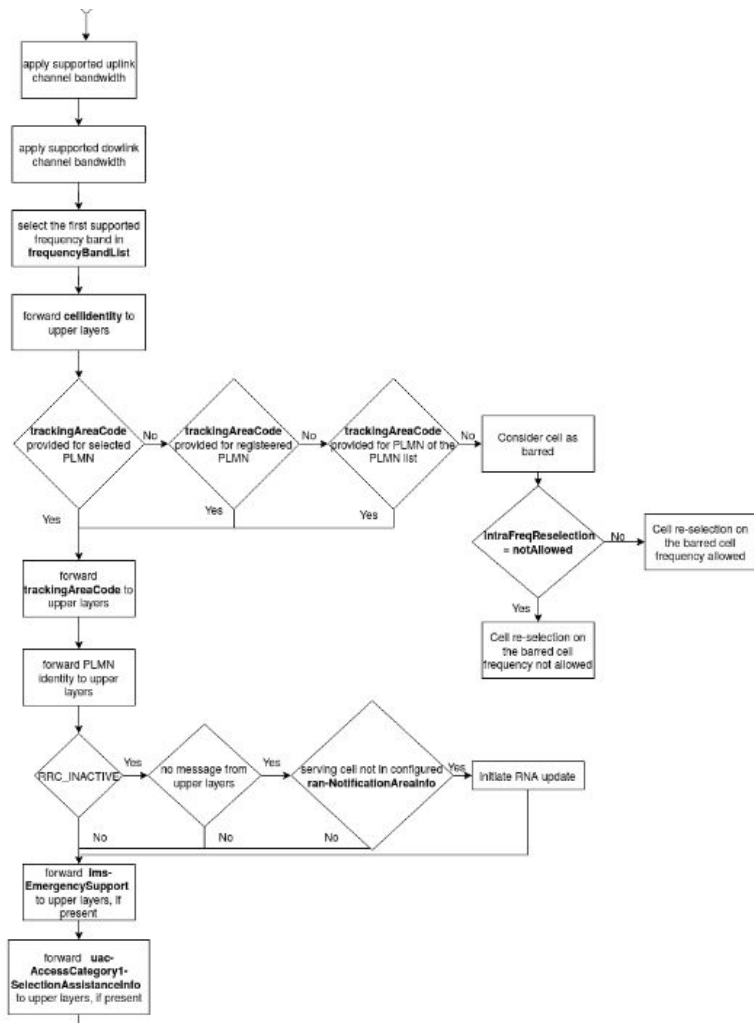 apply supported uplink
channel bandwidth
apply supported dowlink
channel bandwidth
select the first supported
frequency band in
frequencyBandList
forward cellidentity to
upper layers
trackingAreaCode
provided for selected
PLMN
No
trackingAreaCode
provided for registeered
PLMN
No
trackingAreaCode
provided for PLMN of the
PLMN list
No
Consider cell as
barred
Yes
Yes
Yes
intraFreqReselection
= notAllowed
No
Cell re-selection on
the barred cell
frequency allowed
Yes
Cell re-selection on
the barred cell
frequency not allowed
forward
trackingAreaCode to
upper layers
forward PLMN
identity to upper
layers
RRC_INACTIVE
Yes
no message from
upper layers
Yes
serving cell not in configured
ran-NotificationAreaInfo
Yes
initiate RNA update
No
No
No
forward ims-
EmergencySupport
to upper layers, if
present
forward uac-
AccessCategory1-
SelectionAssistanceInfo
to upper layers, if present